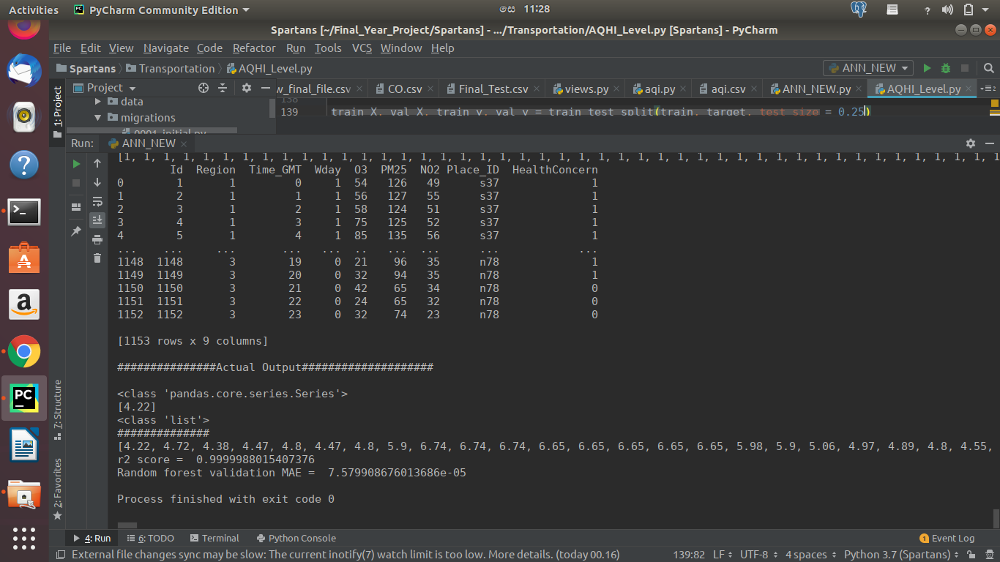 Activities PyCharm Community Edition සෙ 11:28
Spartans [~/Final_Year_Project/Spartans] - .../Transportation/AQHI_Level.py [Spartans] - PyCharm
File Edit View Navigate Code Refactor Run Tools VCS Window Help
Spartans Transportation AQHI_Level.py ANN_NEW
Project w_final_file.csv CO.csv Final_Test.csv views.py aqi.py aqi.csv ANN_NEW.py AQHI_Level.py
1: Project
data
138
migrations
139 train_X, val_X, train_y, val_y = train_test_split(train, target, test_size = 0.25)
0001_initial.py
Run: ANN_NEW
[1, 1, 1, 1, 1, 1, 1, 1, 1, 1, 1, 1, 1, 1, 1, 1, 1, 1, 1, 1, 1, 1, 1, 1, 1, 1, 1, 1, 1, 1, 1, 1, 1, 1, 1, 1, 1, 1, 1, 1, 1, 1, 1, 1, 1
Id Region Time_GMT Wday O3 PM25 NO2 Place_ID HealthConcern
0 1 1 0 1 54 126 49 s37 1
1 2 1 1 1 56 127 55 s37 1
2 3 1 2 1 58 124 51 s37 1
3 4 1 3 1 75 125 52 s37 1
4 5 1 4 1 85 135 56 s37 1
... ... ... ... ... .. ... ... ... ...
1148 1148 3 19 0 21 96 35 n78 1
1149 1149 3 20 0 32 94 35 n78 1
1150 1150 3 21 0 42 65 34 n78 0
1151 1151 3 22 0 24 65 32 n78 0
1152 1152 3 23 0 32 74 23 n78 0
[1153 rows x 9 columns]
###############Actual Output####################
<class 'pandas.core.series.Series'>
[4.22]
<class 'list'>
##############
[4.22, 4.72, 4.38, 4.47, 4.8, 4.47, 4.8, 5.9, 6.74, 6.74, 6.74, 6.65, 6.65, 6.65, 6.65, 6.65, 5.98, 5.9, 5.06, 4.97, 4.89, 4.8, 4.55,
r2 score =  0.9999988015407376
Random forest validation MAE =  7.579908676013686e-05
Process finished with exit code 0
7: Structure
2: Favorites
4: Run 6: TODO Terminal Python Console 1 Event Log
External file changes sync may be slow: The current inotify(7) watch limit is too low. More details. (today 00.16) 139:82 LF UTF-8 4 spaces Python 3.7 (Spartans)